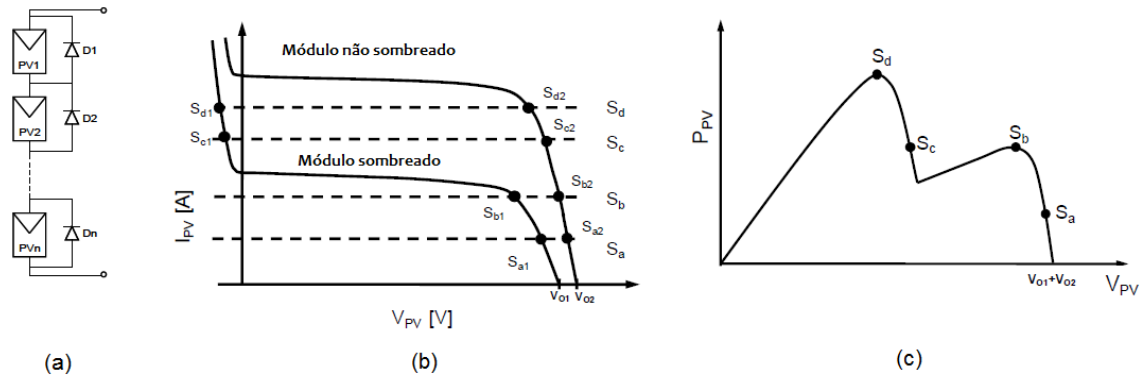 PV1
D1
PV2
D2
PVn
Dn
(a)
Módulo não sombreado
Sd1
Sd2
Sd
Sc1
Sc2
Sc
Módulo sombreado
Sb2
Sb1
Sb
Sa2
Sa1
Sa
IPV [A]
Vo1
Vo2
VPV [V]
(b)
PPV
Sd
Sc
Sb
Sa
Vo1+Vo2
VPV
(c)